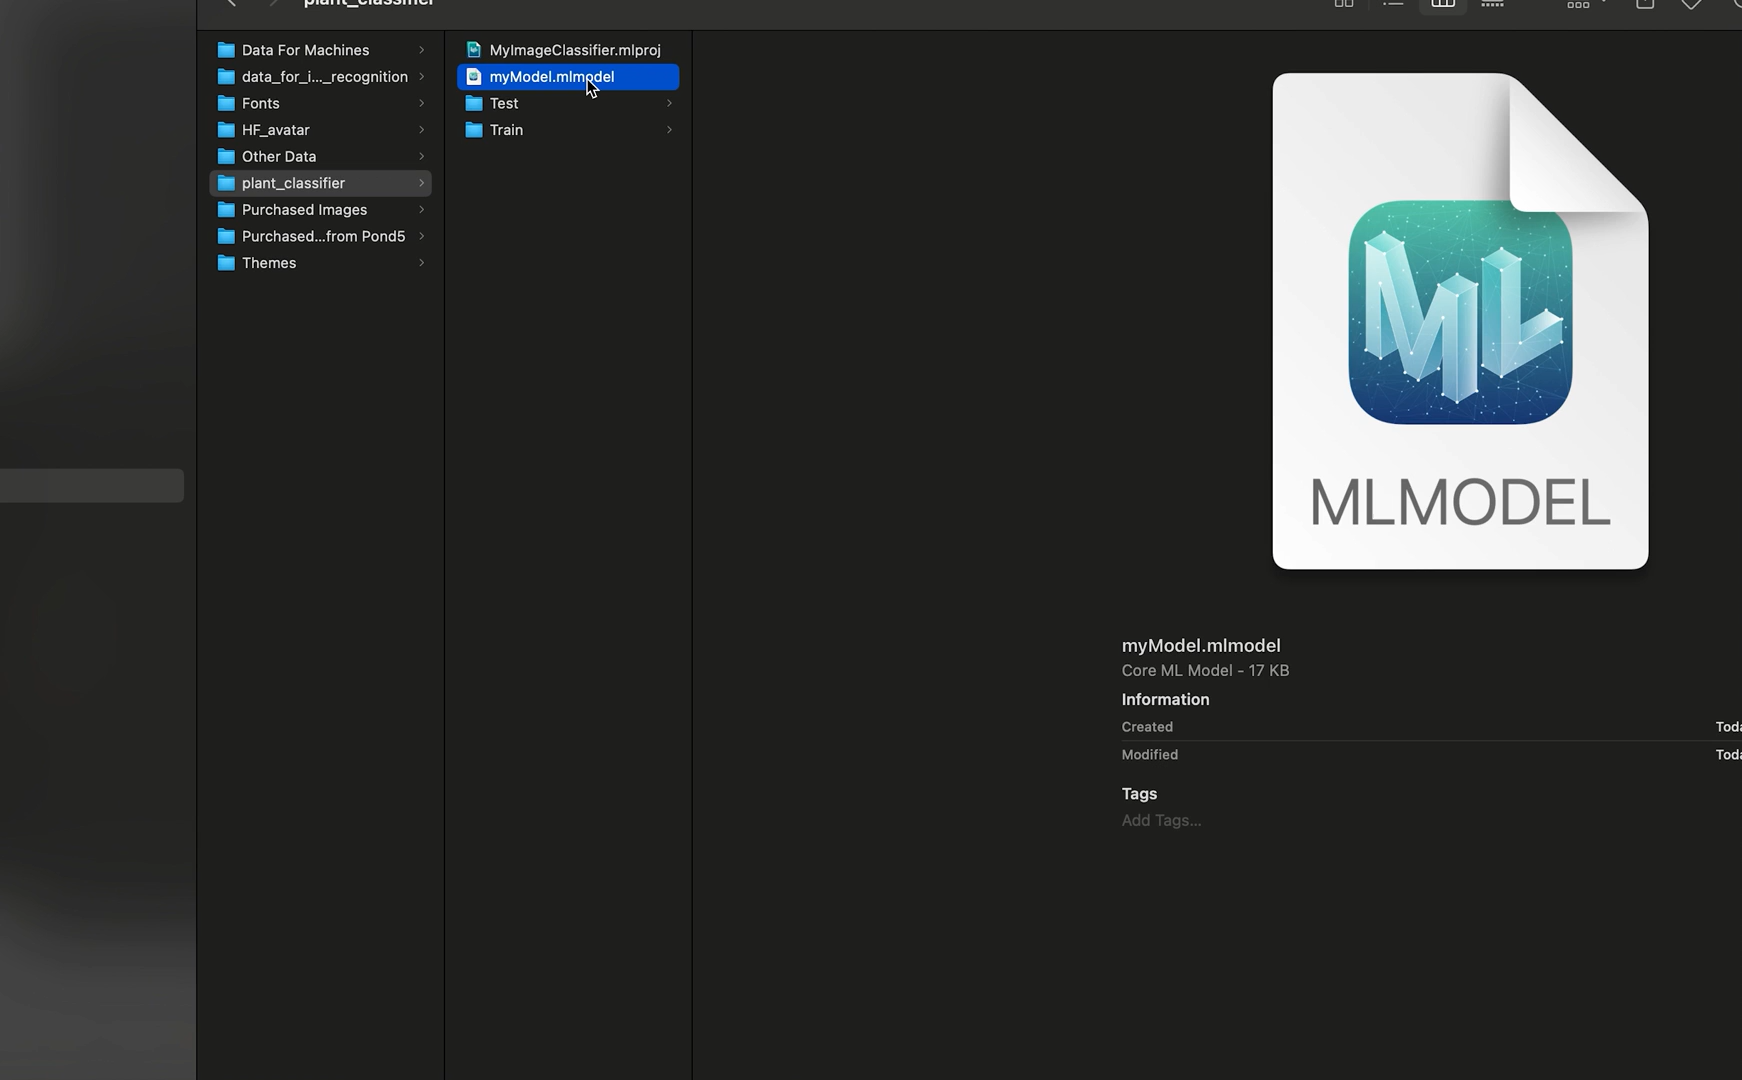 plant_classifier
Data For Machines
data_for_i..._recognition
Fonts
HF_avatar
Other Data
plant_classifier
Purchased Images
Purchased...from Pond5
Themes
MyImageClassifier.mlproj
myModel.mlmodel
Test
Train
ML
MLMODEL
myModel.mlmodel
Core ML Model - 17 KB
Information
Created
Modified
Tags
Add Tags...